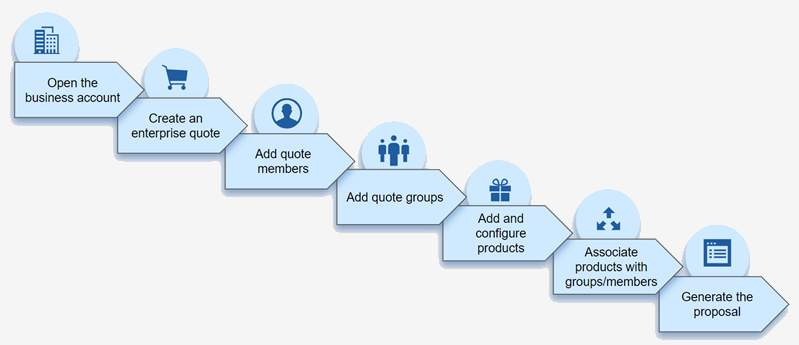 Open the
business account
Create an
enterprise quote
Add quote
members
Add quote groups
Add and
configure
products
Associate
products with
groups/members
Generate the
proposal